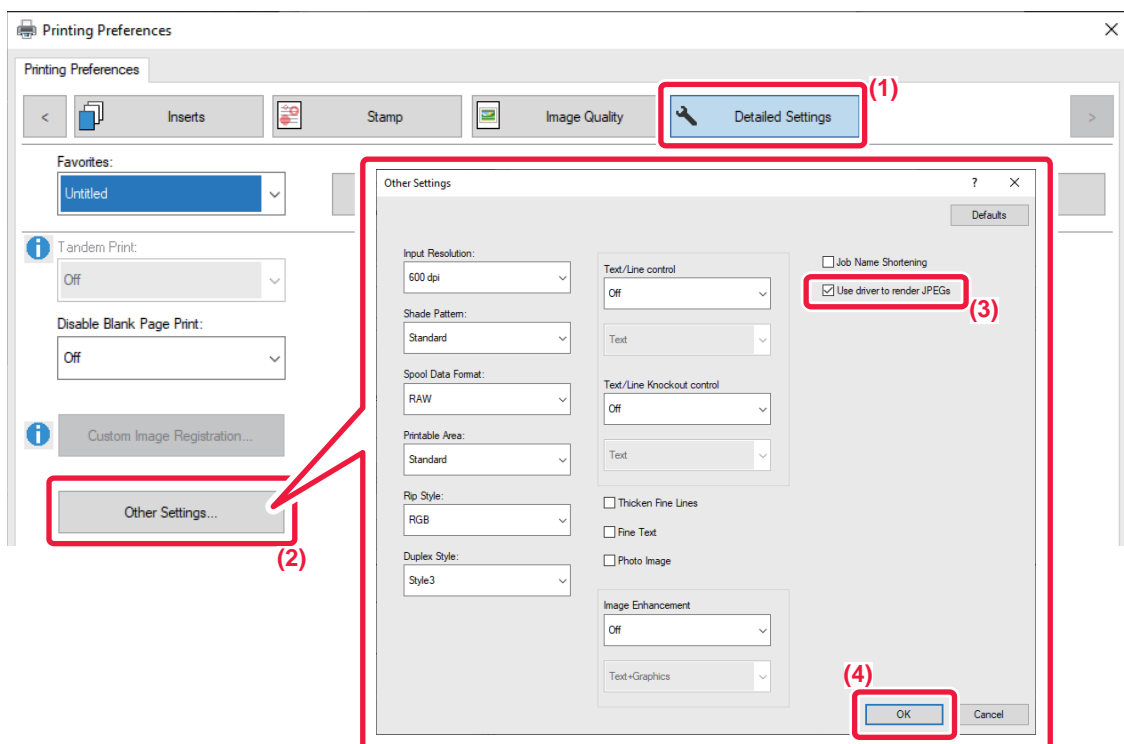 Printing Preferences
Printing Preferences
(1)
< Inserts Stamp Image Quality Detailed Settings >
Favorites:
Untitled
Tandem Print:
Off
Disable Blank Page Print:
Off
Custom Image Registration...
Other Settings...
(2)
Other Settings
?
Defaults
Input Resolution:
600 dpi
Shade Pattern:
Standard
Spool Data Format:
RAW
Printable Area:
Standard
Rip Style:
RGB
Duplex Style:
Style3
Text/Line control
Off
Text
Text/Line Knockout control
Off
Text
Thicken Fine Lines
Fine Text
Photo Image
Image Enhancement
Off
Text+Graphics
Job Name Shortening
Use driver to render JPEGs
(3)
(4)
OK Cancel